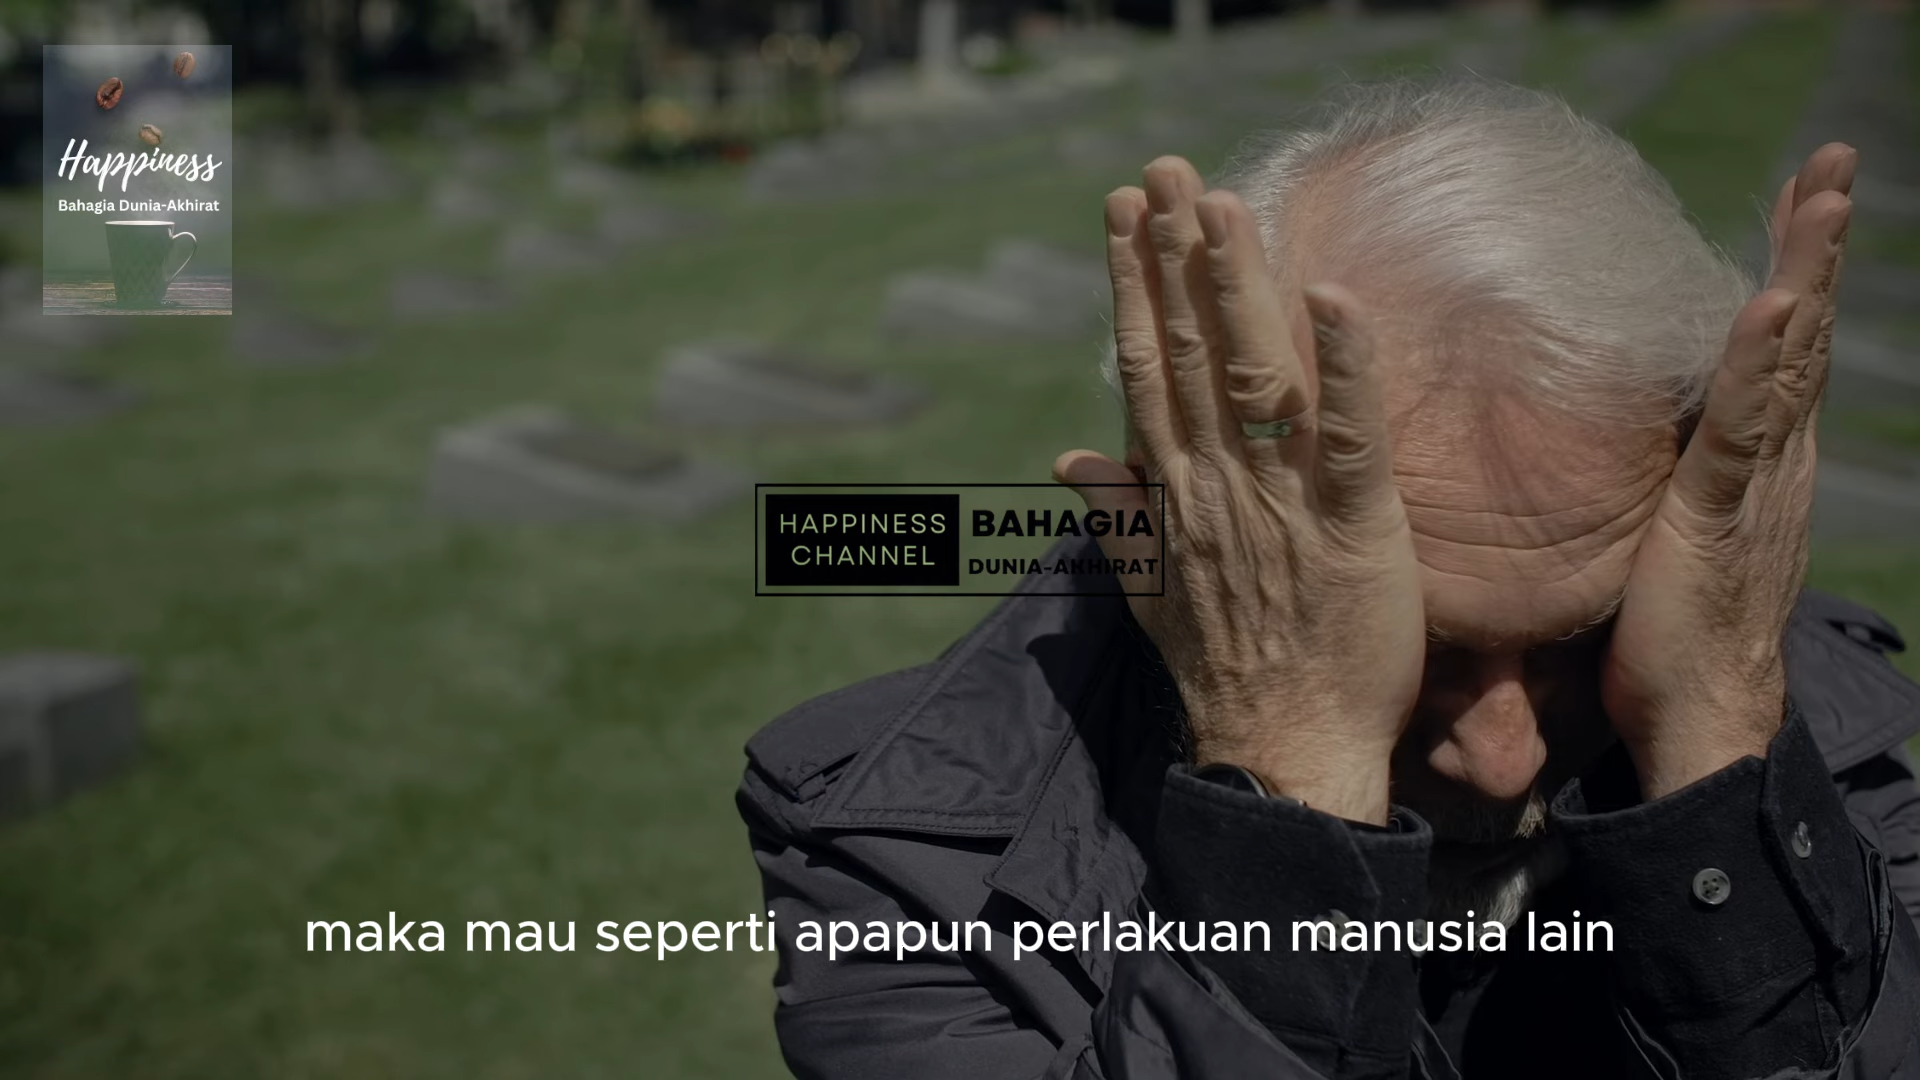 Happiness
Bahagia Dunia-Akhirat
HAPPINESS
CHANNEL
BAHAGIA
DUNIA-AKHIRAT
maka mau seperti apapun perlakuan manusia lain